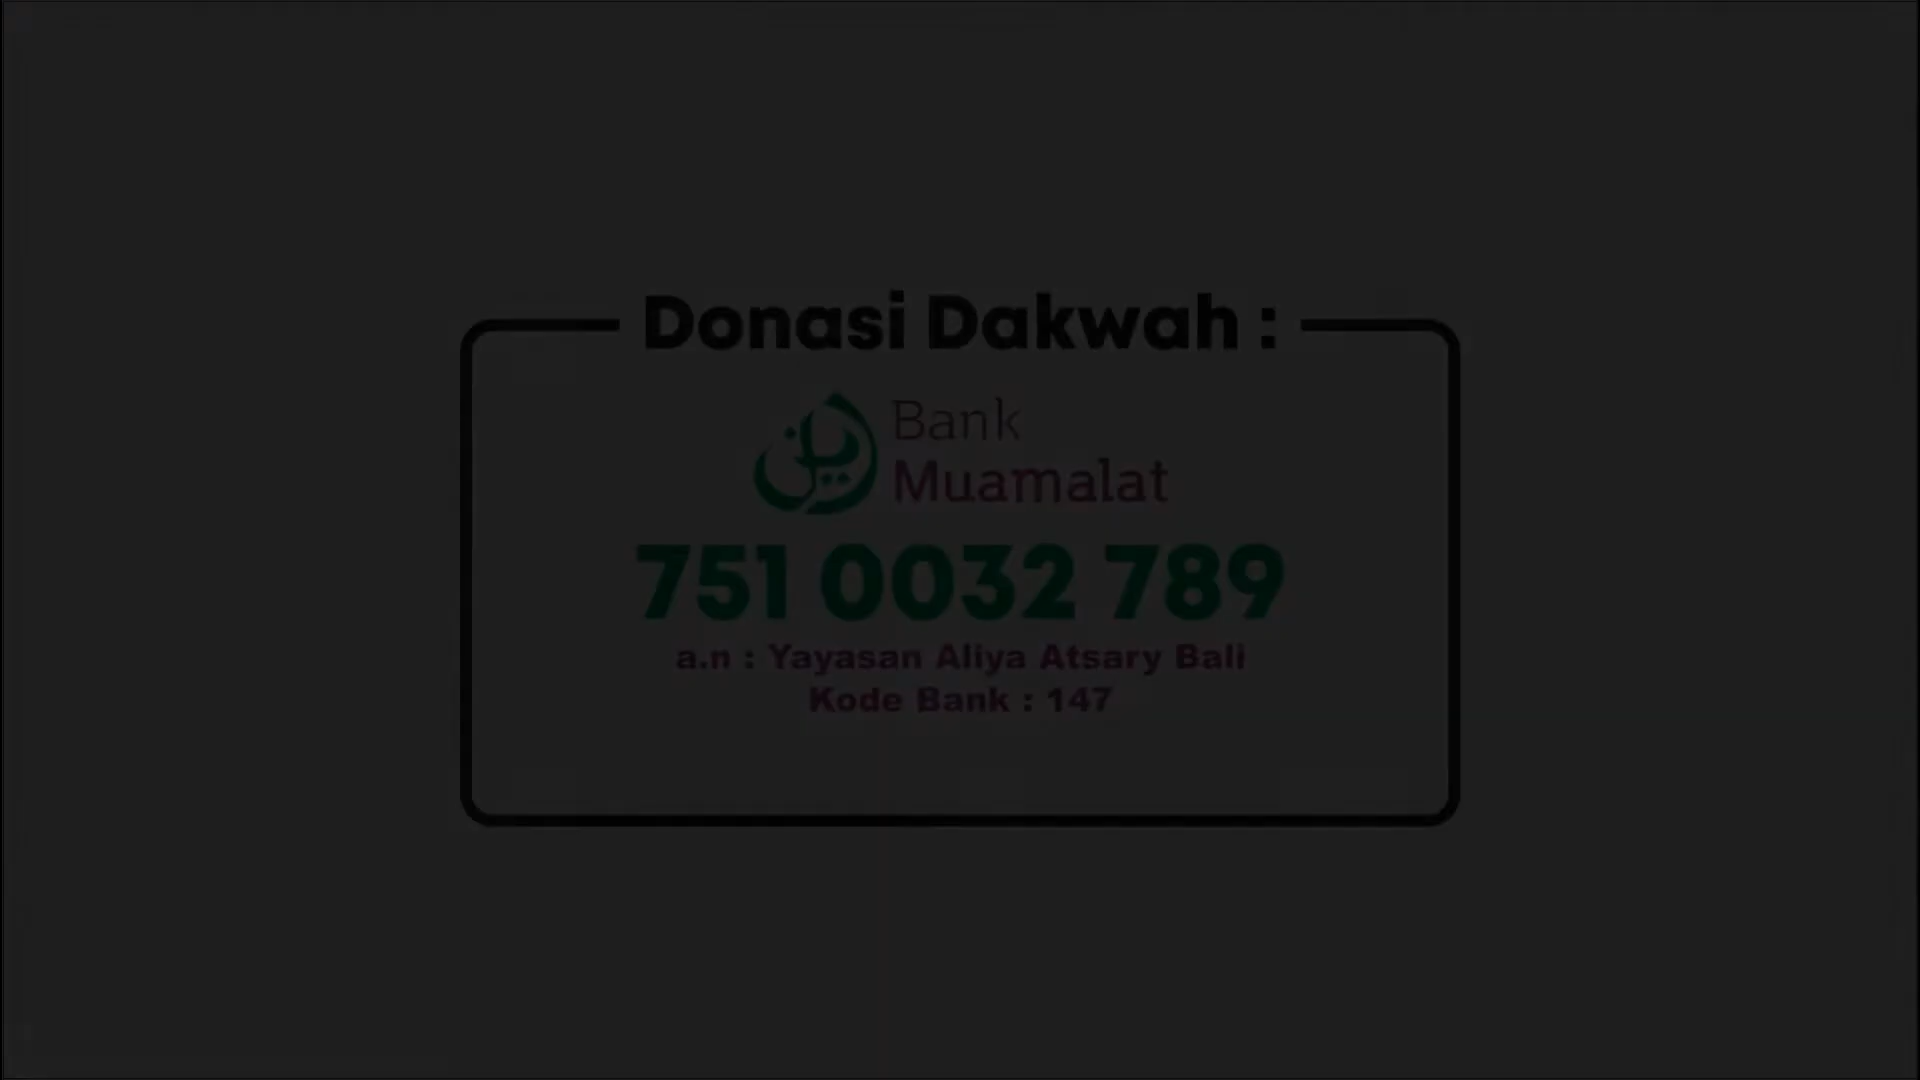 Donasi Dakwah :
Bank
Muamalat
751 0032 789
a.n : Yayasan Aliya Atsary Bali
Kode Bank : 147